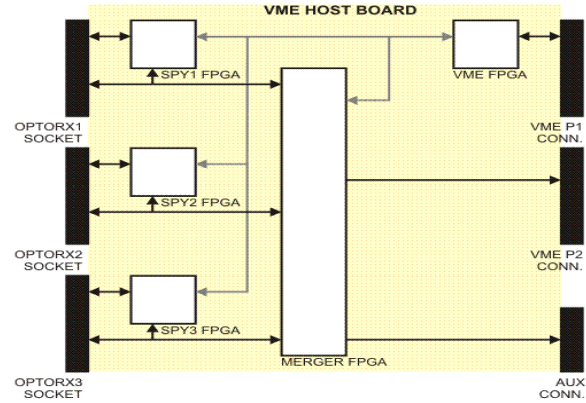 VME HOST BOARD
SPY1 FPGA
VME FPGA
OPTORX1
SOCKET
VME P1
CONN.
SPY2 FPGA
OPTORX2
SOCKET
VME P2
CONN.
SPY3 FPGA
MERGER FPGA
OPTORX3
SOCKET
AUX
CONN.